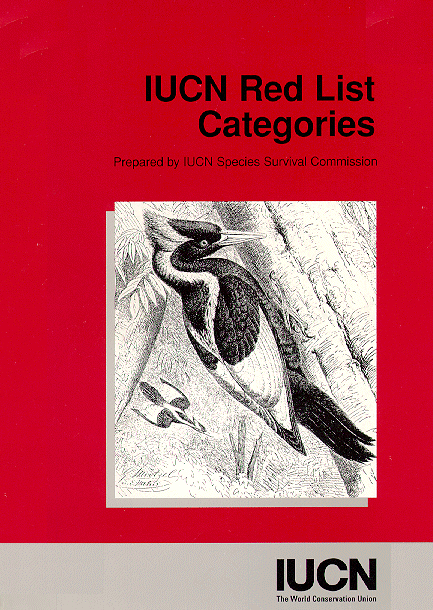 IUCN Red List
Categories
Prepared by IUCN Species Survival Commission
IUCN
The World Conservation Union